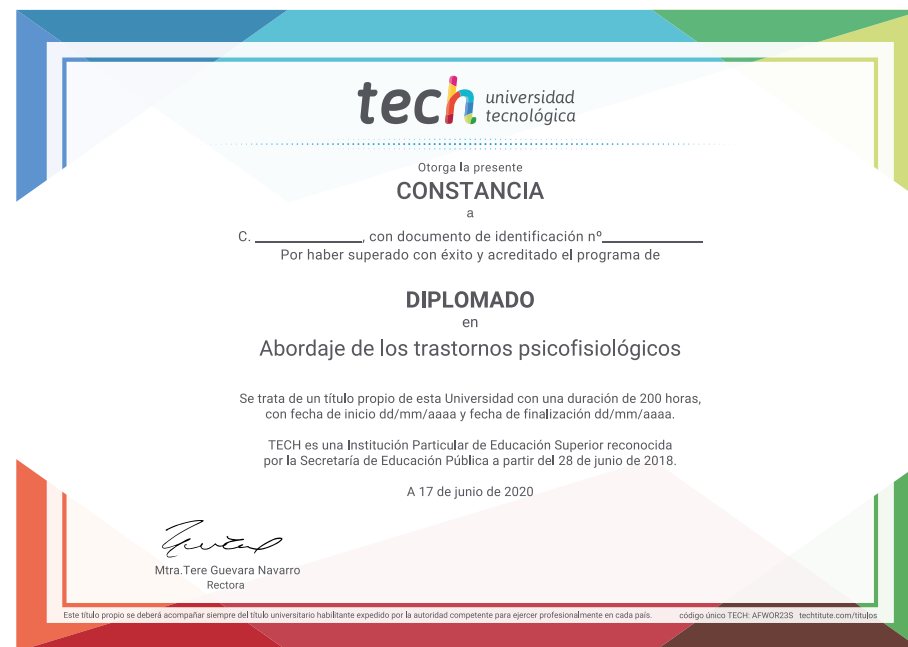 tech universidad
tecnológica
Otorga la presente
CONSTANCIA
a
C. ____________, con documento de identificación nº____________
Por haber superado con éxito y acreditado el programa de
DIPLOMADO
en
Abordaje de los trastornos psicofisiológicos
Se trata de un título propio de esta Universidad con una duración de 200 horas,
con fecha de inicio dd/mm/aaaa y fecha de finalización dd/mm/aaaa.
TECH es una Institución Particular de Educación Superior reconocida
por la Secretaría de Educación Pública a partir del 28 de junio de 2018.
A 17 de junio de 2020
Mtra.Tere Guevara Navarro
Rectora
Este título propio se deberá acompañar siempre del título universitario habilitante expedido por la autoridad competente para ejercer profesionalmente en cada país. código único TECH: AFWOR23S techtitute.com/titulos